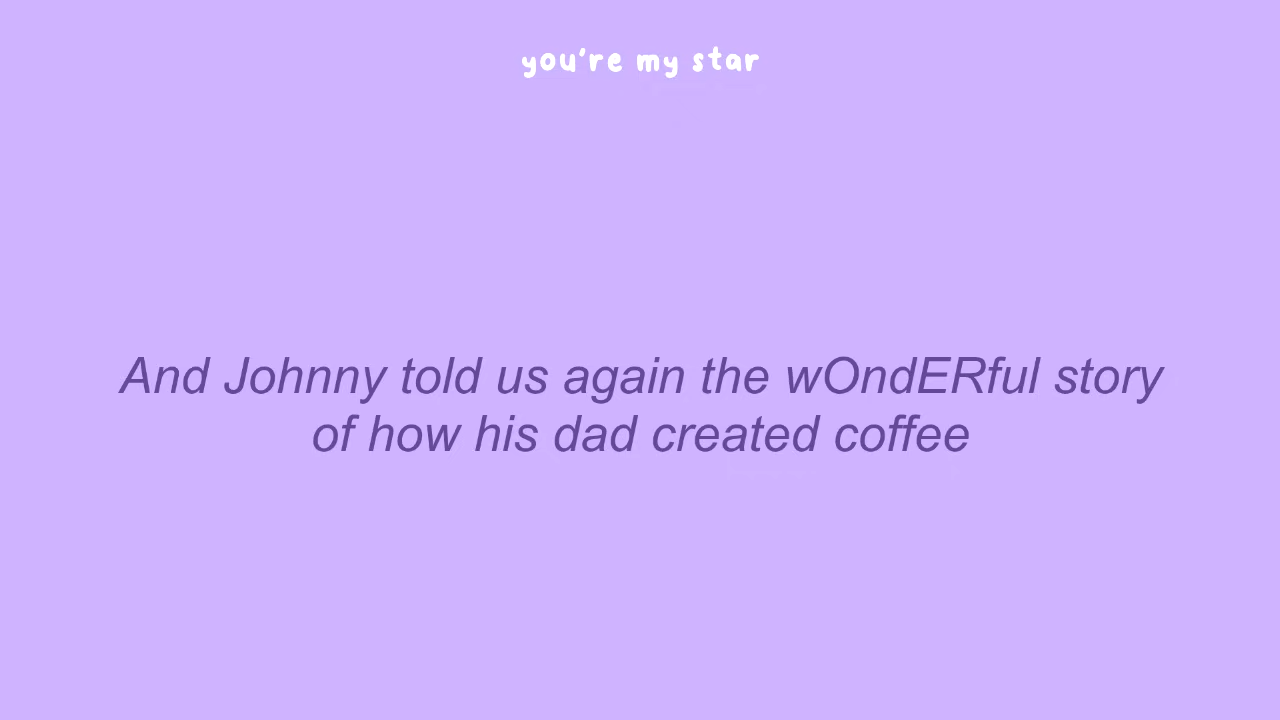 you're my star
And Johnny told us again the wOndERful story
of how his dad created coffee